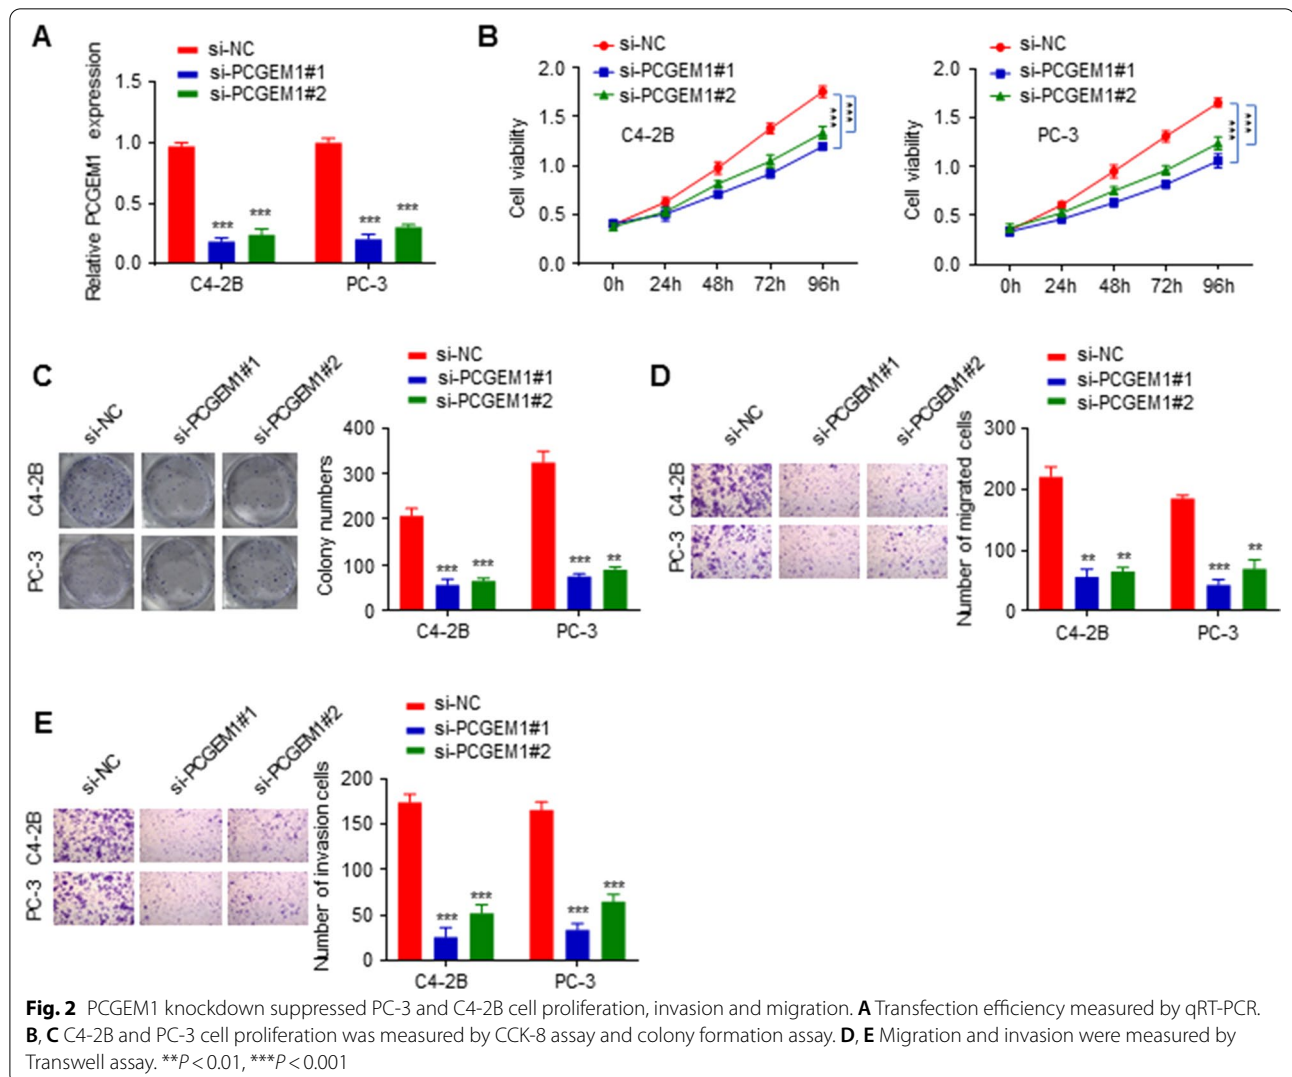 A
si-NC
si-PCGEM1#1
si-PCGEM1#2
Relative PCGEM1 expression
1.5
1.0
0.5
0.0
***
***
***
***
C4-2B
PC-3
B
si-NC
si-PCGEM1#1
si-PCGEM1#2
Cell viability
2.0
1.5
1.0
0.5
0.0
C4-2B
***
***
0h 24h 48h 72h 96h
si-NC
si-PCGEM1#1
si-PCGEM1#2
Cell viability
2.0
1.5
1.0
0.5
0.0
PC-3
***
***
0h 24h 48h 72h 96h
C
si-NC
si-PCGEM1#1
si-PCGEM1#2
C4-2B
PC-3
si-NC
si-PCGEM1#1
si-PCGEM1#2
Colony numbers
400
300
200
100
0
***
***
***
**
C4-2B
PC-3
D
si-NC
si-PCGEM1#1
si-PCGEM1#2
C4-2B
PC-3
si-NC
si-PCGEM1#1
si-PCGEM1#2
Number of migrated cells
300
200
100
0
**
**
***
**
C4-2B
PC-3
E
si-NC
si-PCGEM1#1
si-PCGEM1#2
C4-2B
PC-3
si-NC
si-PCGEM1#1
si-PCGEM1#2
Number of invasion cells
200
150
100
50
0
***
***
***
***
C4-2B
PC-3
Fig. 2 PCGEM1 knockdown suppressed PC-3 and C4-2B cell proliferation, invasion and migration. A Transfection efficiency measured by qRT-PCR.
B, C C4-2B and PC-3 cell proliferation was measured by CCK-8 assay and colony formation assay. D, E Migration and invasion were measured by
Transwell assay. **P < 0.01, ***P < 0.001